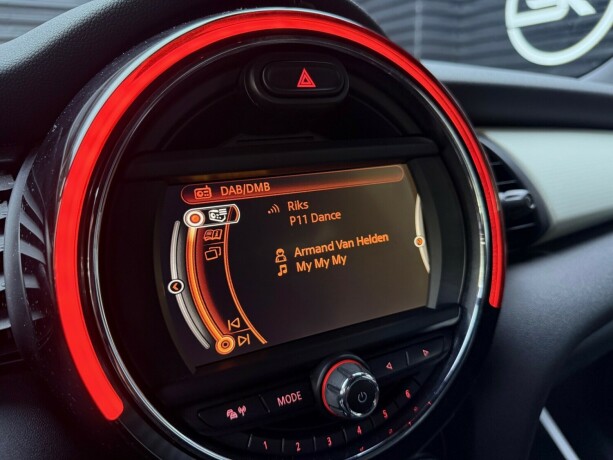 DAB/DMB
Riks
P11 Dance
Armand Van Helden
My My My
MODE
1 2 3 4 5 6